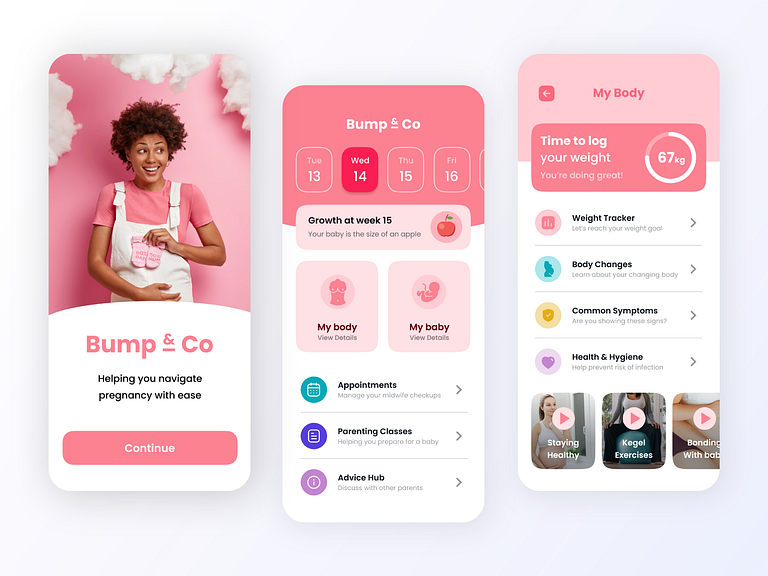 Bump & Co
Helping you navigate
pregnancy with ease
Continue
Bump & Co
Tue
13
Wed
14
Thu
15
Fri
16
Growth at week 15
Your baby is the size of an apple
My body
View Details
My baby
View Details
Appointments
Manage your midwife checkups
Parenting Classes
Helping you prepare for a baby
Advice Hub
Discuss with other parents
My Body
Time to log
your weight
You're doing great!
67kg
Weight Tracker
Let's reach your weight goal
Body Changes
Learn about your changing body
Common Symptoms
Are you showing these signs?
Health & Hygiene
Help prevent risk of infection
Staying
Healthy
Kegel
Exercises
Bonding
With bab